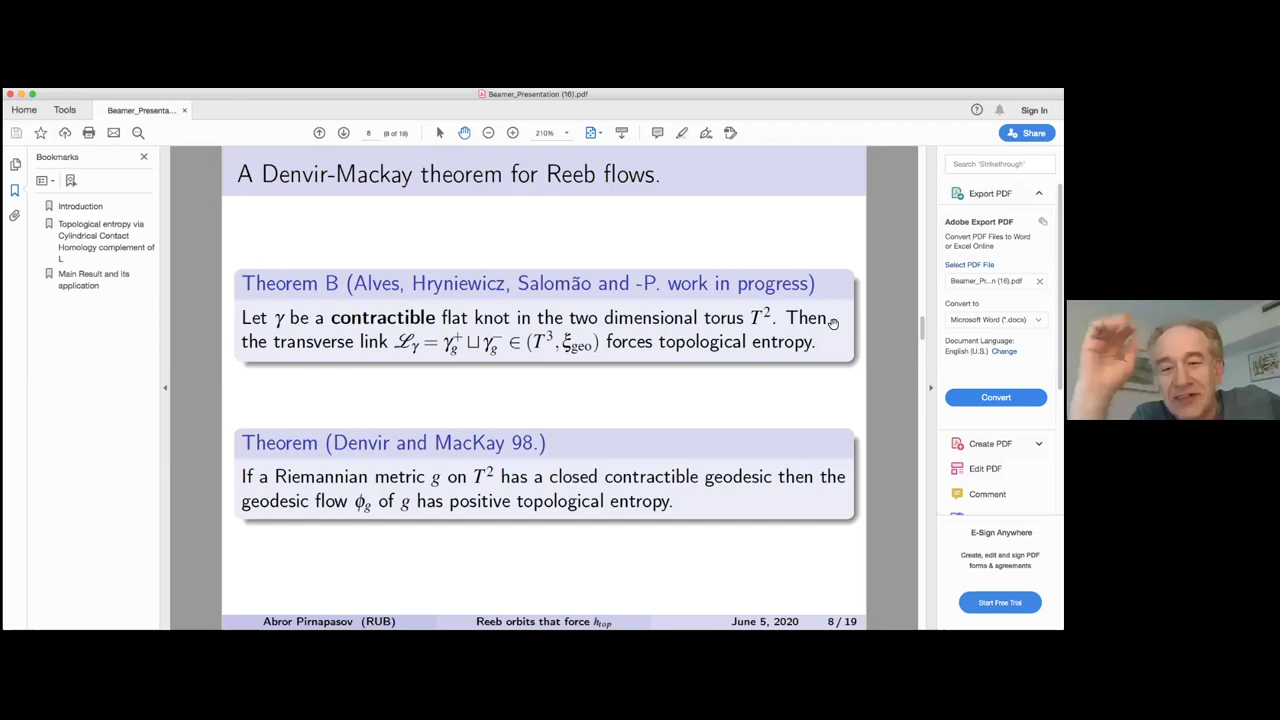 Beamer_Presentation (16).pdf
Home Tools Beamer_Presenta... × Sign In
8 (8 of 19) 210% Share
Bookmarks
Introduction
Topological entropy via
Cylindrical Contact
Homology complement of
L
Main Result and its
application
A Denvir-Mackay theorem for Reeb flows.
Theorem B (Alves, Hryniewicz, Salomão and -P. work in progress)
Let γ be a contractible flat knot in the two dimensional torus T². Then
the transverse link ℒ_γ = γ_g^+ ⊔ γ_g^- ∈ (T³, ξ_geo) forces topological entropy.
Theorem (Denvir and MacKay 98.)
If a Riemannian metric g on T² has a closed contractible geodesic then the
geodesic flow ϕ_g of g has positive topological entropy.
Abror Pirnapasov (RUB) Reeb orbits that force h_top June 5, 2020 8 / 19
Search "Strikethrough"
Export PDF
Adobe Export PDF
Convert PDF Files to Word
or Excel Online
Select PDF File
Beamer_Pr...n (16).pdf ×
Convert to
Microsoft Word (*.docx)
Document Language:
English (U.S.) Change
Convert
Create PDF
Edit PDF
Comment
E-Sign Anywhere
Create, edit and sign PDF
forms & agreements
Start Free Trial